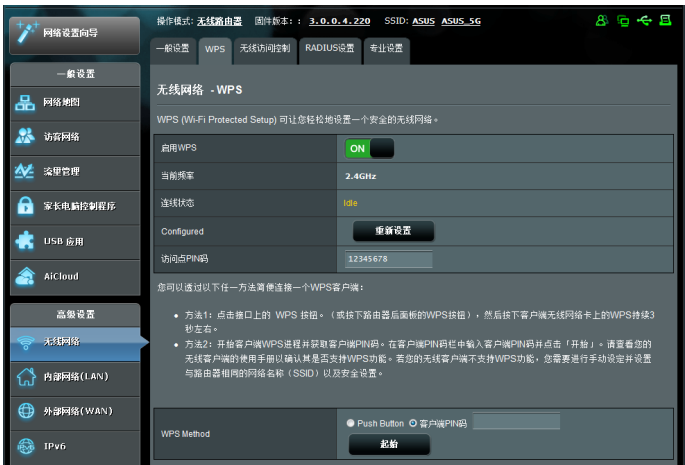 网络设置向导
操作模式: 无线路由器 固件版本: : 3.0.0.4.220 SSID: ASUS ASUS_5G
一般设置 WPS 无线访问控制 RADIUS设置 专业设置
一般设置
网络地图
访客网络
流量管理
家长电脑控制程序
USB 应用
AiCloud
高级设置
无线网络
内部网络(LAN)
外部网络(WAN)
IPv6
无线网络 - WPS
WPS (Wi-Fi Protected Setup) 可让您轻松地设置一个安全的无线网络。
启用WPS ON
当前频率 2.4GHz
连线状态 Idle
Configured 重新设置
访问点PIN码 12345678
您可以透过以下任一方法简便连接一个WPS客户端:
• 方法1: 点击接口上的 WPS 按钮。(或按下路由器后面板的WPS按钮), 然后按下客户端无线网络卡上的WPS持续3
秒左右。
• 方法2: 开始客户端WPS进程并获取客户端PIN码。在客户端PIN码栏中输入客户端PIN码并点击「开始」。请查看您的
无线客户端的使用手册以确认其是否支持WPS功能。若您的无线客户端不支持WPS功能, 您需要进行手动设定并设置
与路由器相同的网络名称 (SSID) 以及安全设置。
WPS Method Push Button 客户端PIN码
起始